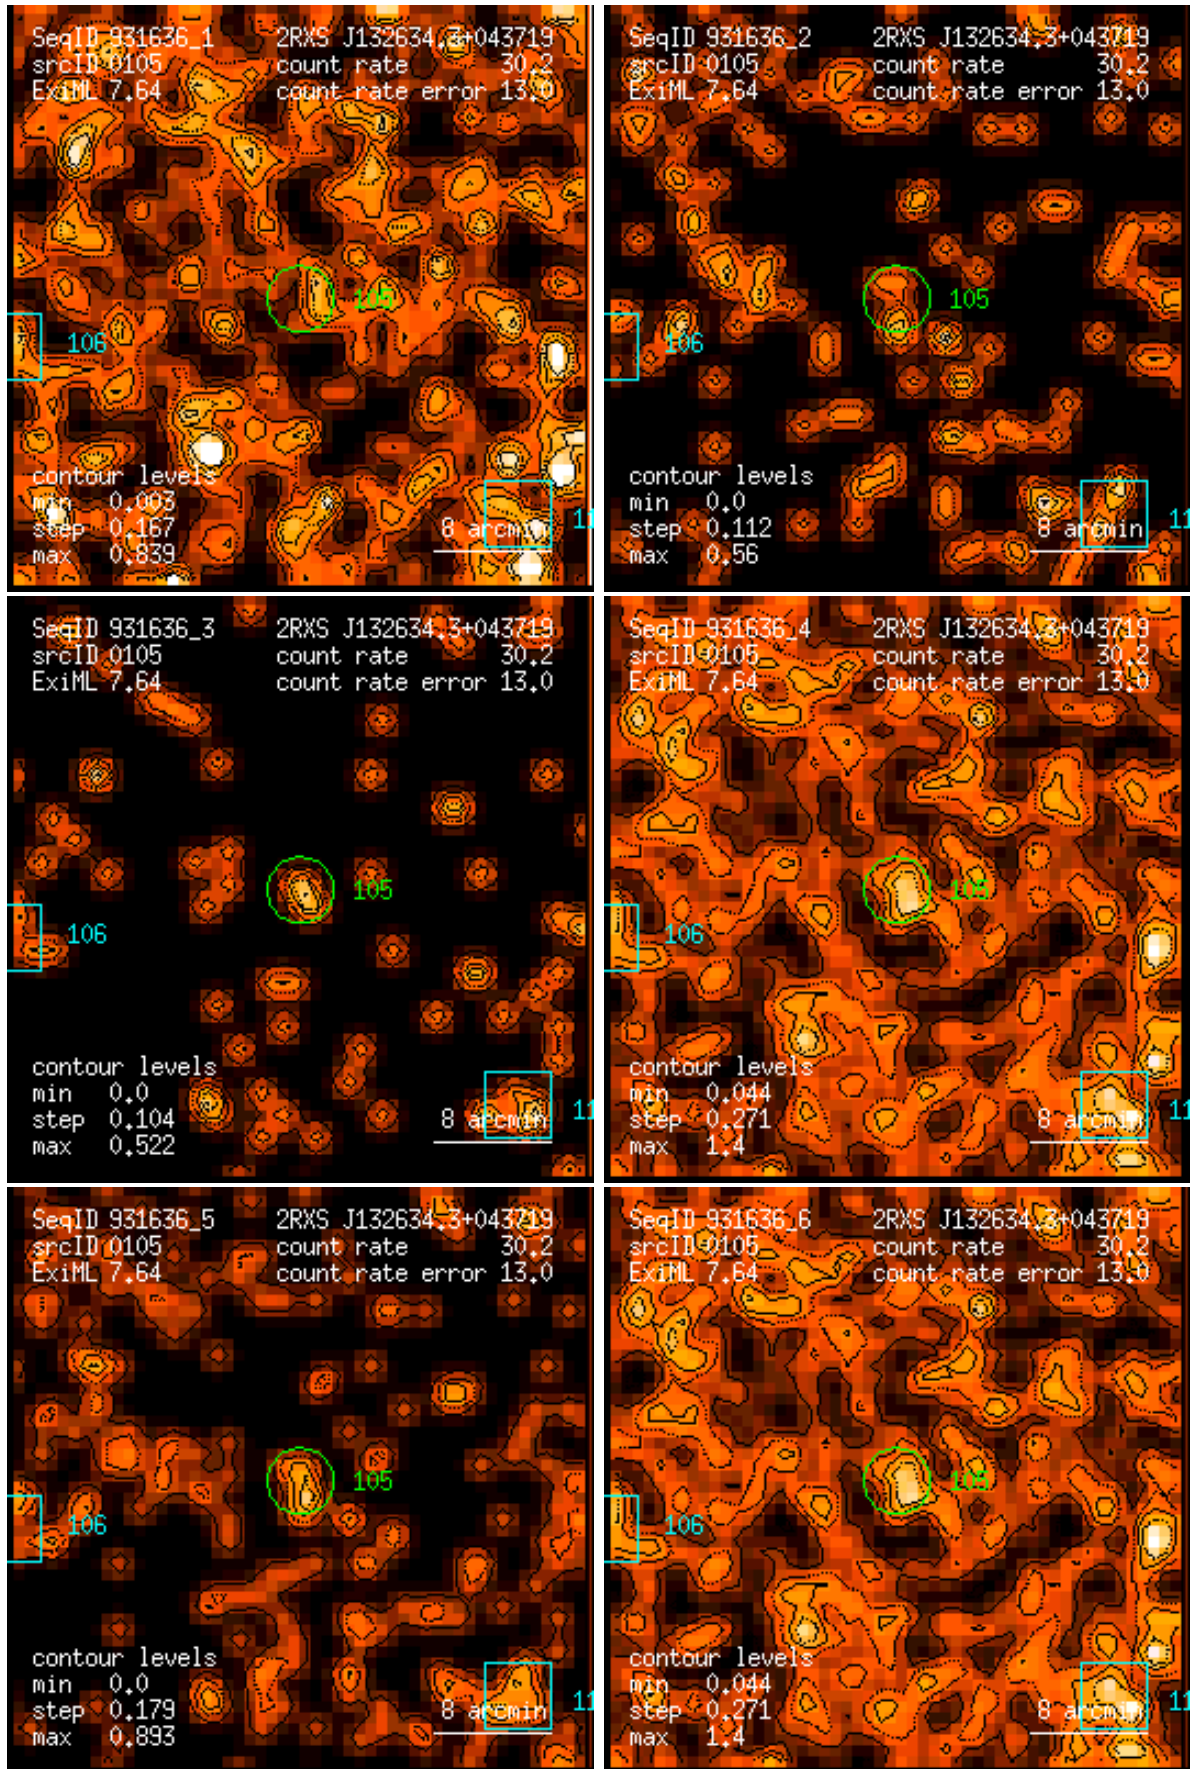 SeqID 931636_1 2RXS J132634.3+043719
srcID 0105 count rate 30.2
ExiML 7.64 count rate error 13.0
105
106
contour levels
min 0.003
step 0.167
max 0.839
8 arcmin
11
SeqID 931636_2 2RXS J132634.3+043719
srcID 0105 count rate 30.2
ExiML 7.64 count rate error 13.0
105
106
contour levels
min 0.0
step 0.112
max 0.56
8 arcmin
11
SeqID 931636_3 2RXS J132634.3+043719
srcID 0105 count rate 30.2
ExiML 7.64 count rate error 13.0
105
106
contour levels
min 0.0
step 0.104
max 0.522
8 arcmin
11
SeqID 931636_4 2RXS J132634.3+043719
srcID 0105 count rate 30.2
ExiML 7.64 count rate error 13.0
105
106
contour levels
min 0.044
step 0.271
max 1.4
8 arcmin
11
SeqID 931636_5 2RXS J132634.3+043719
srcID 0105 count rate 30.2
ExiML 7.64 count rate error 13.0
105
106
contour levels
min 0.0
step 0.179
max 0.893
8 arcmin
11
SeqID 931636_6 2RXS J132634.3+043719
srcID 0105 count rate 30.2
ExiML 7.64 count rate error 13.0
105
106
contour levels
min 0.044
step 0.271
max 1.4
8 arcmin
11